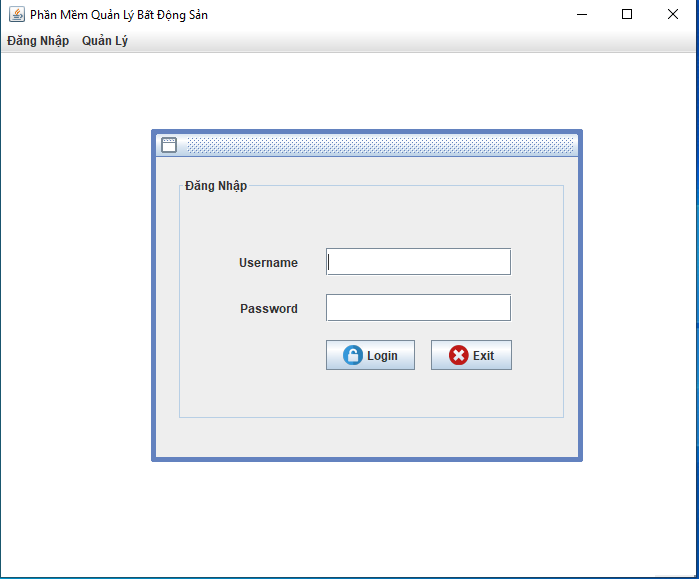 Phần Mềm Quản Lý Bất Động Sản
Đăng Nhập Quản Lý
Đăng Nhập
Username
Password
Login Exit